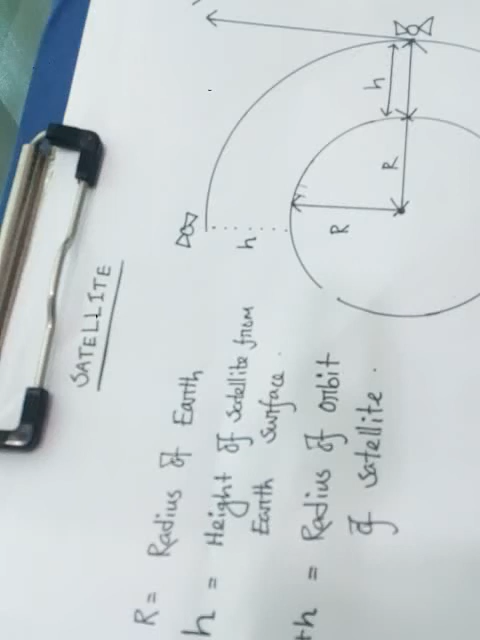 SATELLITE
R = Radius of Earth
h = Height of satellite from
Earth surface.
+h = Radius of orbit
of satellite.
h
R
R
h